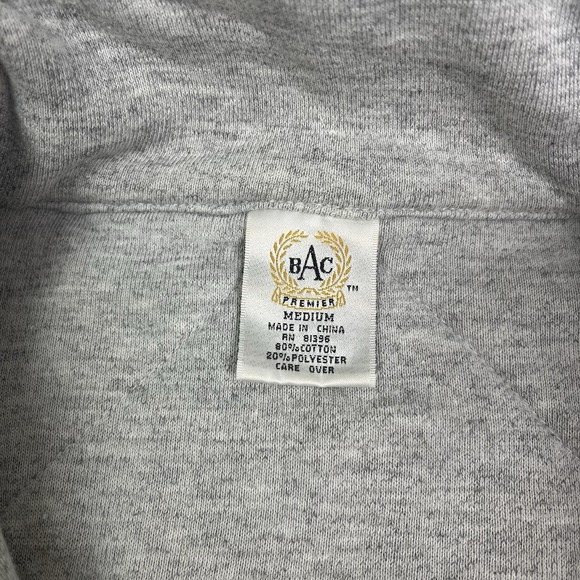 BAC
PREMIER
TM
MEDIUM
MADE IN CHINA
RN 81396
80% COTTON
20% POLYESTER
CARE OVER